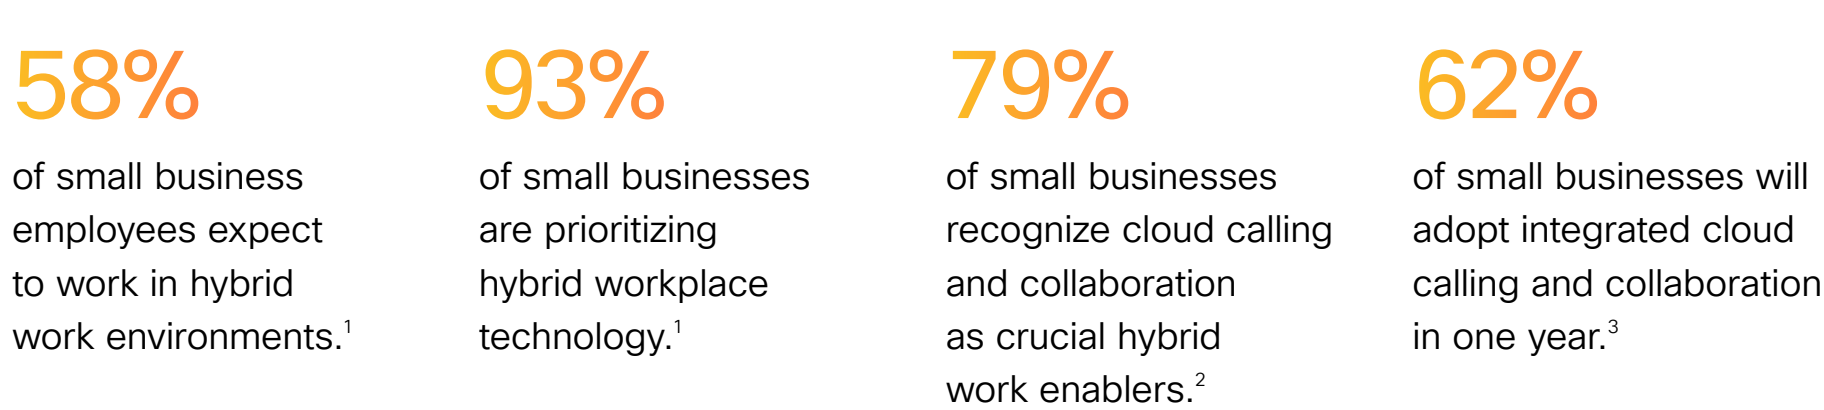 58%
of small business
employees expect
to work in hybrid
work environments.¹
93%
of small businesses
are prioritizing
hybrid workplace
technology.¹
79%
of small businesses
recognize cloud calling
and collaboration
as crucial hybrid
work enablers.²
62%
of small businesses will
adopt integrated cloud
calling and collaboration
in one year.³